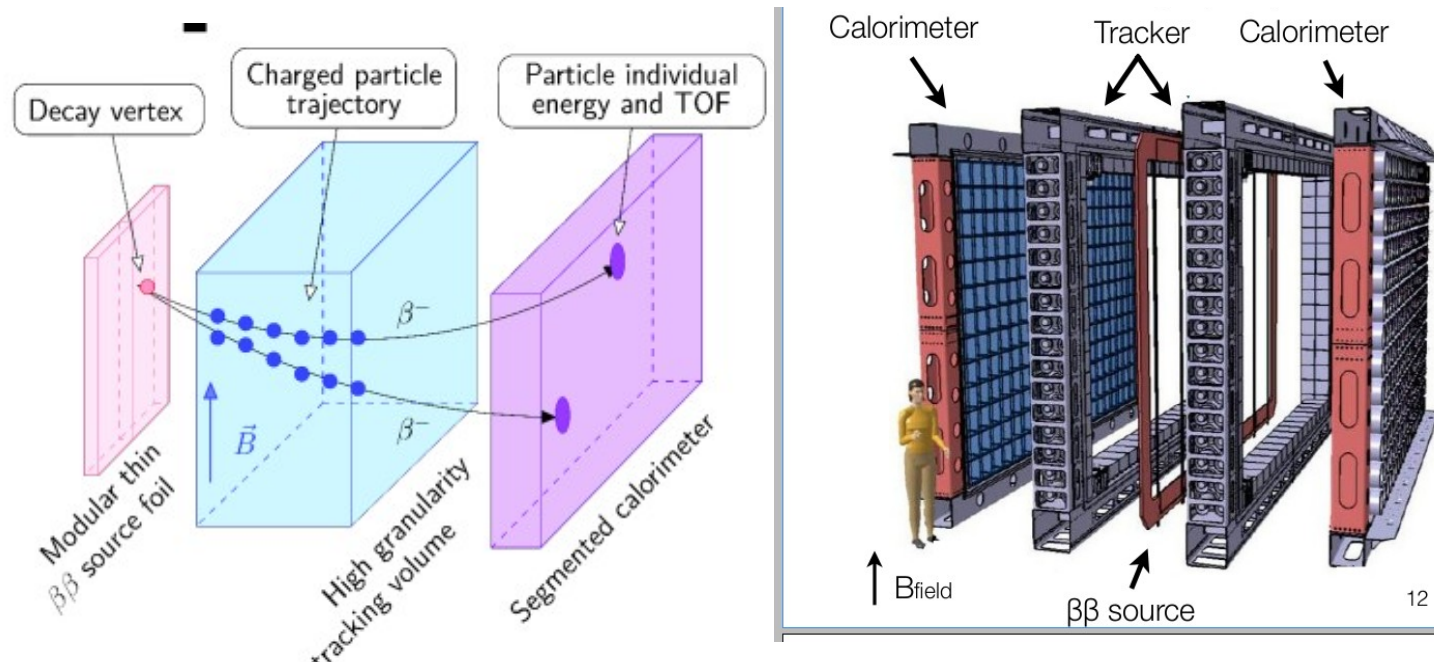 Decay vertex
Charged particle
trajectory
Particle individual
energy and TOF
β⁻
β⁻
B⃗
Modular thin
ββ source foil
High granularity
tracking volume
Segmented calorimeter
Calorimeter
Tracker
Calorimeter
Bfield
ββ source
12